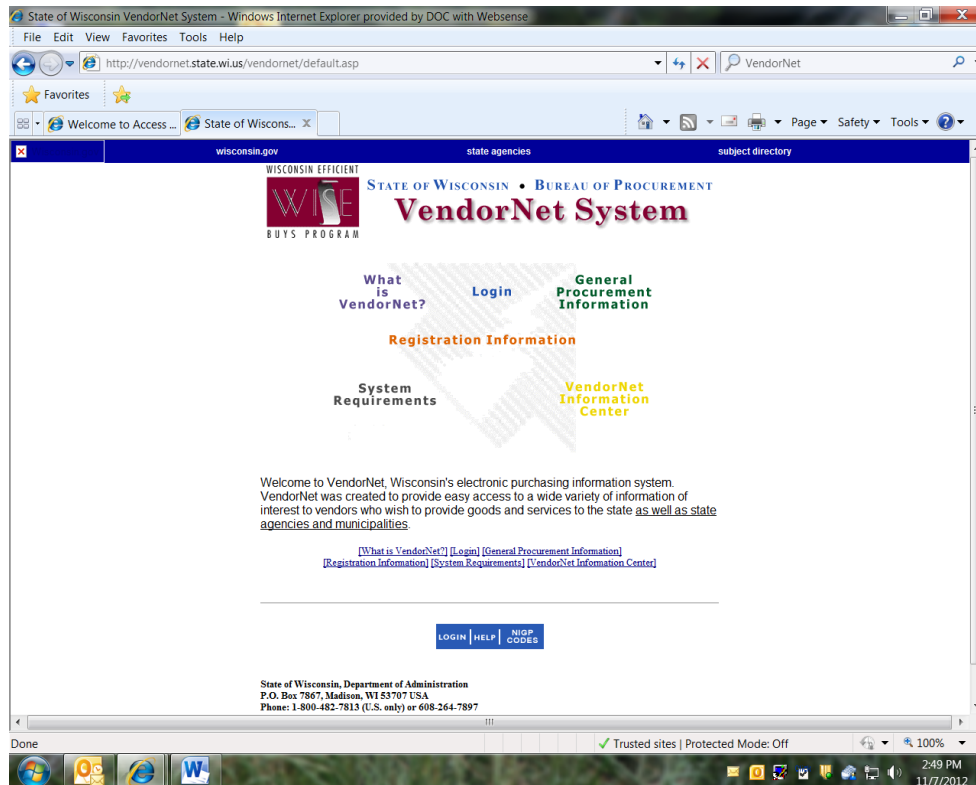 State of Wisconsin VendorNet System - Windows Internet Explorer provided by DOC with Websense
File Edit View Favorites Tools Help
http://vendornet.state.wi.us/vendornet/default.asp VendorNet
Favorites
Welcome to Access ... State of Wiscons... X Page Safety Tools
wisconsin.gov state agencies subject directory
WISCONSIN EFFICIENT
WISE
BUYS PROGRAM
STATE OF WISCONSIN • BUREAU OF PROCUREMENT
VendorNet System
What
is
VendorNet?
Login
General
Procurement
Information
Registration Information
System
Requirements
VendorNet
Information
Center
Welcome to VendorNet, Wisconsin's electronic purchasing information system.
VendorNet was created to provide easy access to a wide variety of information of
interest to vendors who wish to provide goods and services to the state as well as state
agencies and municipalities.
[What is VendorNet?] [Login] [General Procurement Information]
[Registration Information] [System Requirements] [VendorNet Information Center]
LOGIN | HELP | NIGP CODES
State of Wisconsin, Department of Administration
P.O. Box 7867, Madison, WI 53707 USA
Phone: 1-800-482-7813 (U.S. only) or 608-264-7897
Done Trusted sites | Protected Mode: Off 100%
2:49 PM
11/7/2012